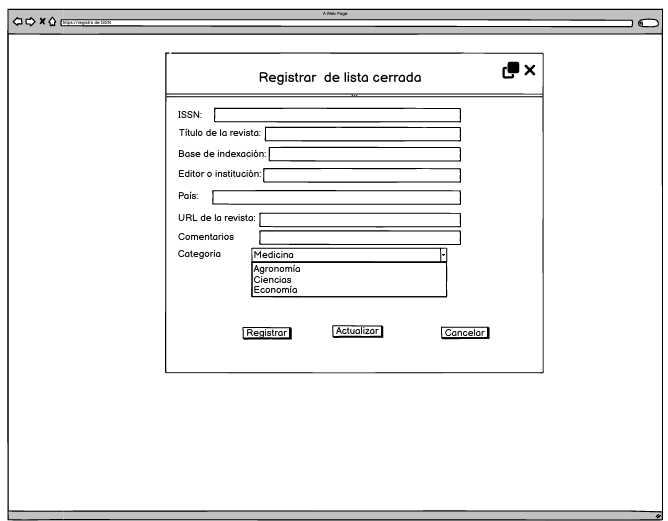 A Web Page
https://registro de ISSN
Registrar de lista cerrada
ISSN:
Título de la revista:
Base de indexación:
Editor o institución:
País:
URL de la revista:
Comentarios
Categoria
Medicina
Agronomía
Ciencias
Economía
Registrar
Actualizar
Cancelar